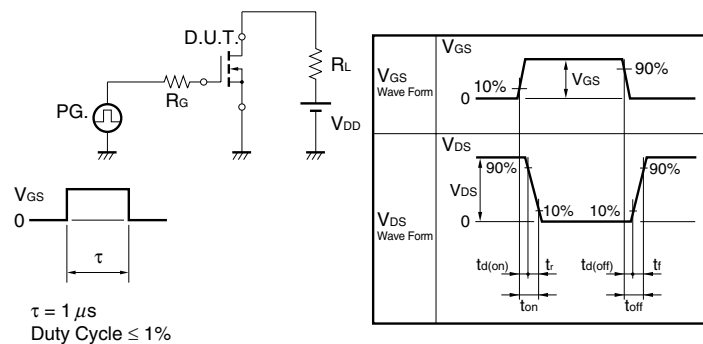 D.U.T.
RL
RG
PG.
VDD
VGS
0
τ
τ = 1 μs
Duty Cycle ≤ 1%
VGS
Wave Form
VGS
10%
VGS
90%
0
VDS
Wave Form
VDS
VDS
90%
90%
10%
10%
0
td(on)
tr
td(off)
tf
ton
toff